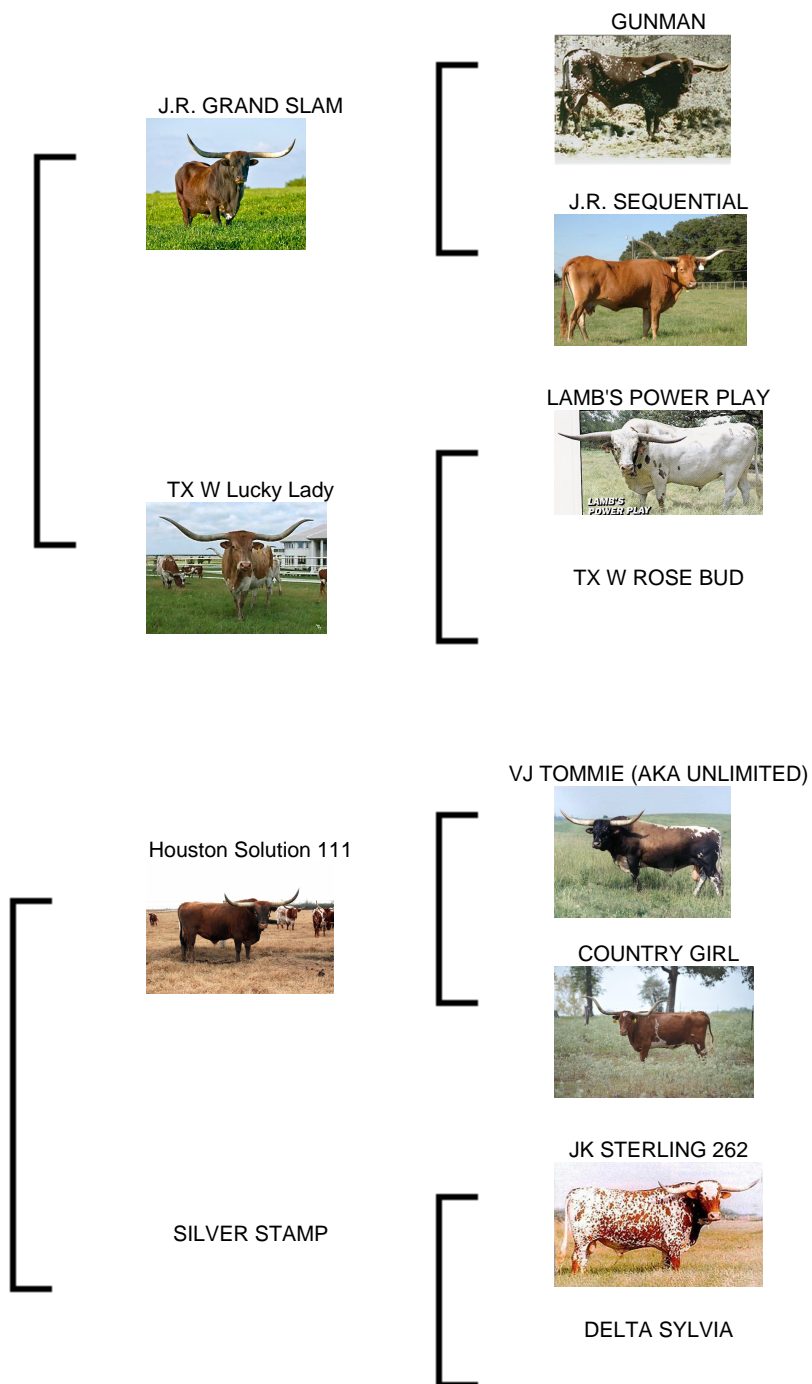 GUNMAN
J.R. GRAND SLAM
J.R. SEQUENTIAL
LAMB'S POWER PLAY
LAMB'S
POWER PLAY
TX W Lucky Lady
TX W ROSE BUD
VJ TOMMIE (AKA UNLIMITED)
Houston Solution 111
COUNTRY GIRL
JK STERLING 262
SILVER STAMP
DELTA SYLVIA